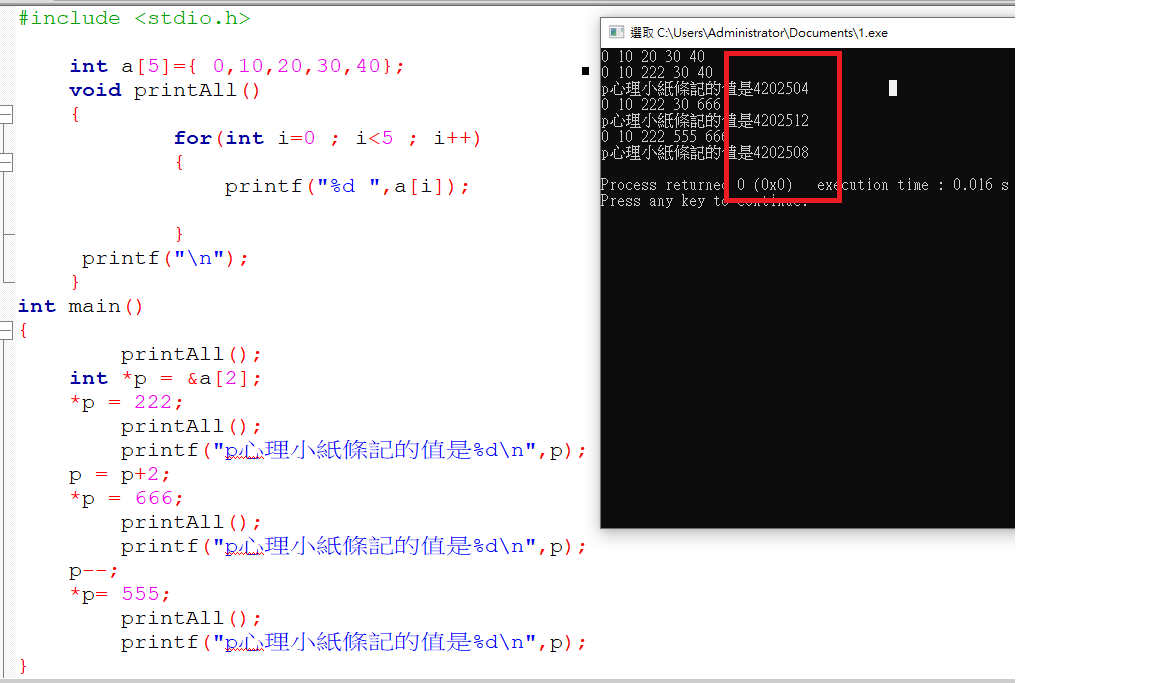 #include <stdio.h>
int a[5]={ 0,10,20,30,40};
void printAll()
{
for(int i=0 ; i<5 ; i++)
{
printf("%d ",a[i]);
}
printf("\n");
}
int main()
{
printAll();
int *p = &a[2];
*p = 222;
printAll();
printf("p心理小紙條記的值是%d\n",p);
p = p+2;
*p = 666;
printAll();
printf("p心理小紙條記的值是%d\n",p);
p--;
*p= 555;
printAll();
printf("p心理小紙條記的值是%d\n",p);
}
選取 C:\Users\Administrator\Documents\1.exe
0 10 20 30 40
0 10 222 30 40
p心理小紙條記的值是4202504
0 10 222 30 666
p心理小紙條記的值是4202512
0 10 222 555 666
p心理小紙條記的值是4202508
Process returned 0 (0x0)   execution time : 0.016 s
Press any key to continue.